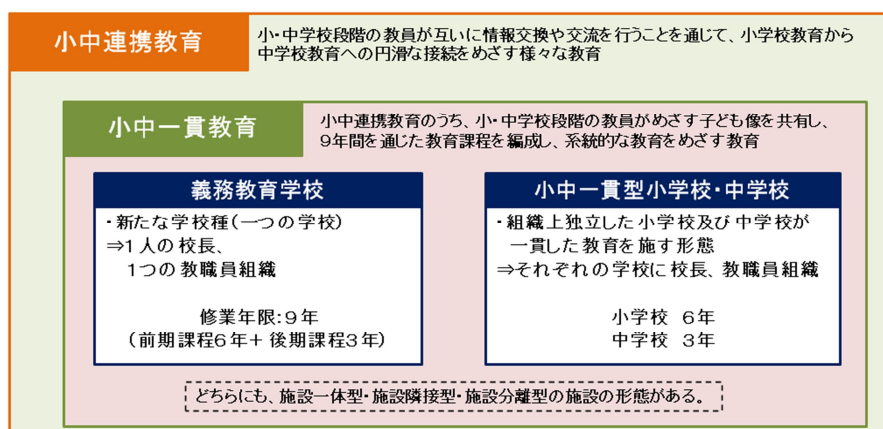 小中連携教育
小・中学校段階の教員が互いに情報交換や交流を行うことを通じて、小学校教育から
中学校教育への円滑な接続をめざす様々な教育
小中一貫教育
小中連携教育のうち、小・中学校段階の教員がめざす子ども像を共有し、
9年間を通じた教育課程を編成し、系統的な教育をめざす教育
義務教育学校
・新たな学校種(一つの学校)
⇒1人の校長、
1つの教職員組織
修業年限:9年
(前期課程6年+後期課程3年)
小中一貫型小学校・中学校
・組織上独立した小学校及び中学校が
一貫した教育を施す形態
⇒それぞれの学校に校長、教職員組織
小学校 6年
中学校 3年
どちらにも、施設一体型・施設隣接型・施設分離型の施設の形態がある。